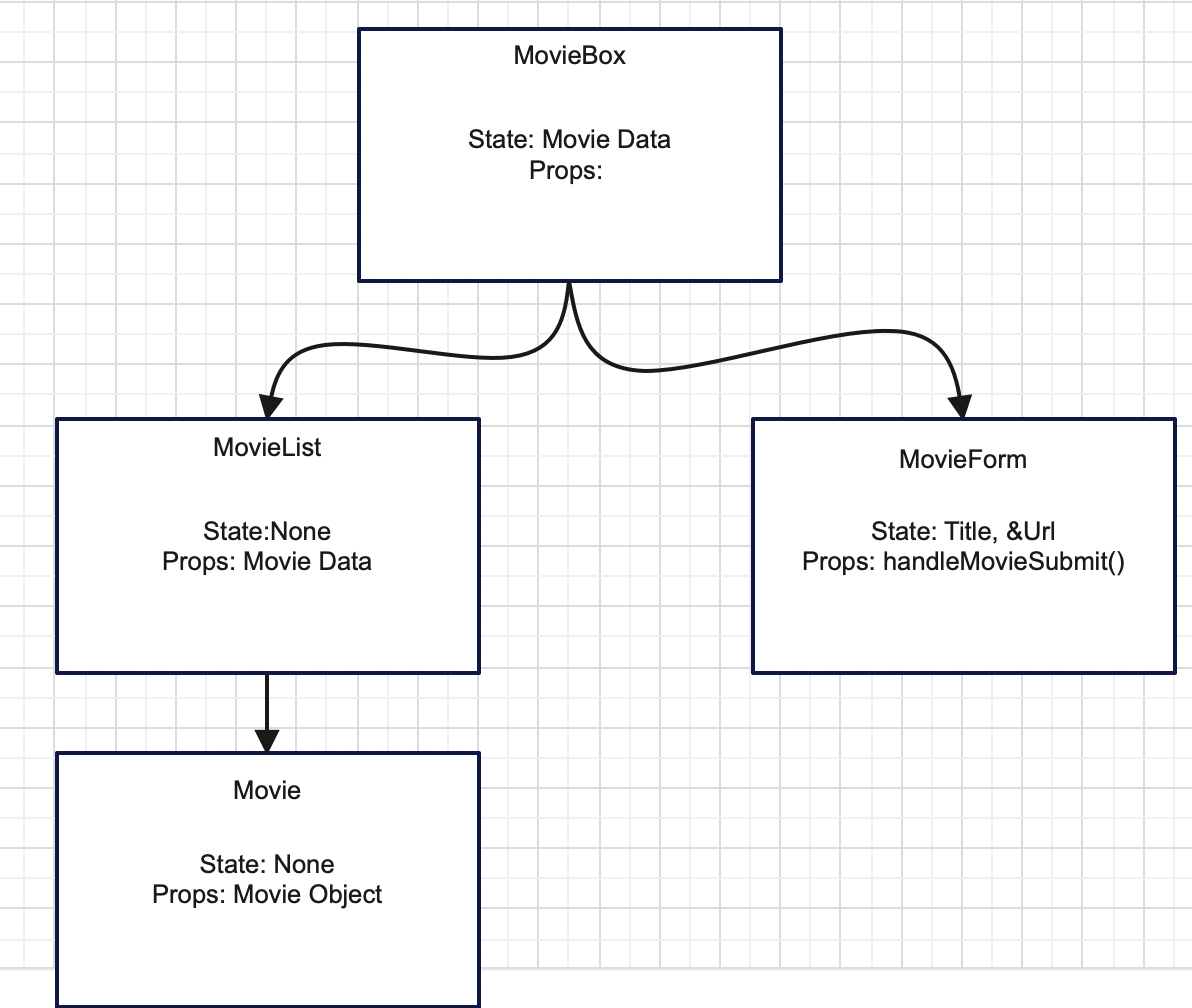 MovieBox
State: Movie Data
Props:
MovieList
State:None
Props: Movie Data
MovieForm
State: Title, &Url
Props: handleMovieSubmit()
Movie
State: None
Props: Movie Object